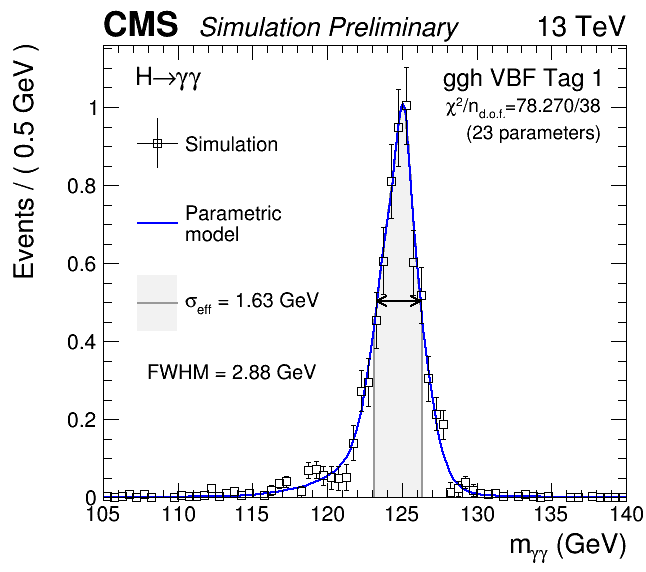 CMS Simulation Preliminary 13 TeV
H→γγ
ggh VBF Tag 1
χ²/n_d.o.f.=78.270/38
(23 parameters)
Simulation
Parametric
model
σ_eff = 1.63 GeV
FWHM = 2.88 GeV
Events / ( 0.5 GeV )
1
0.8
0.6
0.4
0.2
0
105 110 115 120 125 130 135 140
m_γγ (GeV)